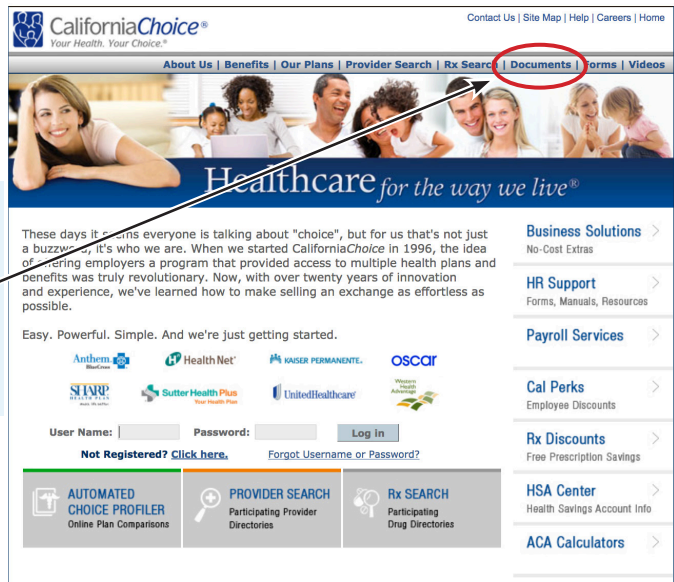 CaliforniaChoice®
Your Health. Your Choice.®
Contact Us | Site Map | Help | Careers | Home
About Us | Benefits | Our Plans | Provider Search | Rx Search | Documents | Forms | Videos
Healthcare for the way we live®
These days it seems everyone is talking about "choice", but for us that's not just
a buzzword, it's who we are. When we started CaliforniaChoice in 1996, the idea
of offering employers a program that provided access to multiple health plans and
benefits was truly revolutionary. Now, with over twenty years of innovation
and experience, we've learned how to make selling an exchange as effortless as
possible.
Easy. Powerful. Simple. And we're just getting started.
Anthem.
BlueCross
Health Net®
KAISER PERMANENTE®
oscar
SHARP
HEALTH PLAN
Sutter Health Plus
Your Health Plan
UnitedHealthcare®
Western
Health
Advantage
User Name:
Password:
Log in
Not Registered? Click here.
Forgot Username or Password?
AUTOMATED
CHOICE PROFILER
Online Plan Comparisons
PROVIDER SEARCH
Participating Provider
Directories
Rx SEARCH
Participating
Drug Directories
Business Solutions
No-Cost Extras
HR Support
Forms, Manuals, Resources
Payroll Services
Cal Perks
Employee Discounts
Rx Discounts
Free Prescription Savings
HSA Center
Health Savings Account Info
ACA Calculators